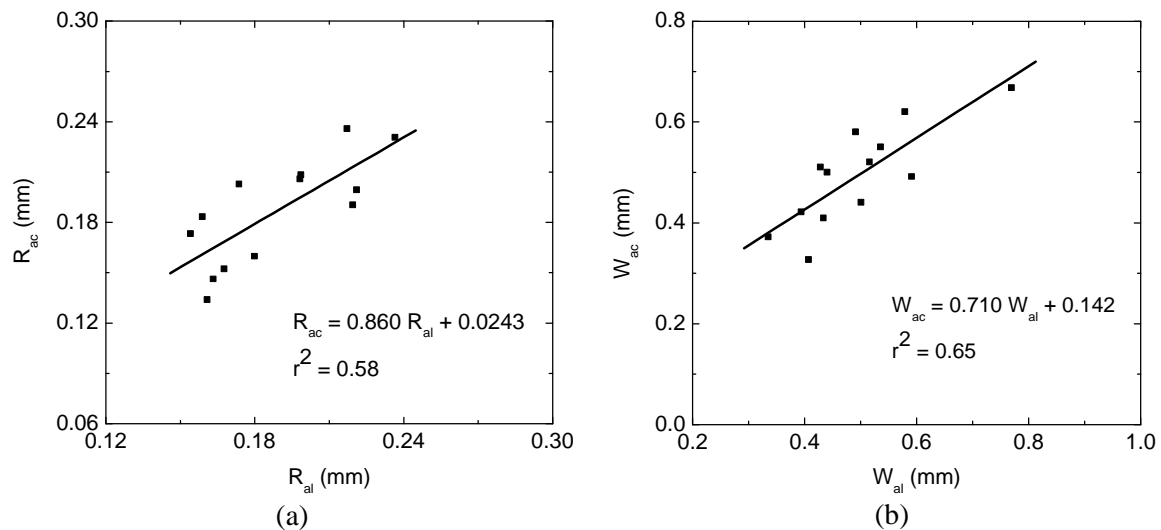 0.30
0.24
0.18
0.12
0.06
R_ac (mm)
R_ac = 0.860 R_al + 0.0243
r^2 = 0.58
0.12 0.18 0.24 0.30
R_al (mm)
(a)
0.8
0.6
0.4
0.2
0.0
W_ac (mm)
W_ac = 0.710 W_al + 0.142
r^2 = 0.65
0.2 0.4 0.6 0.8 1.0
W_al (mm)
(b)